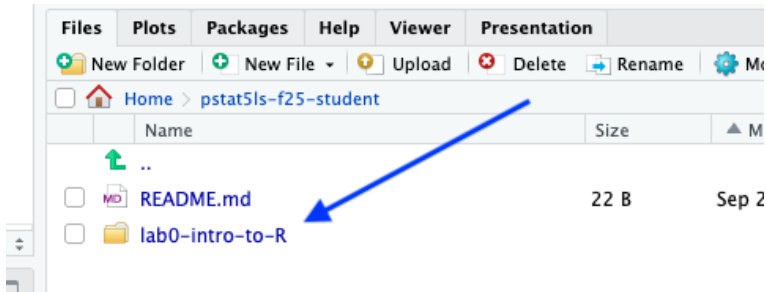 Files Plots Packages Help Viewer Presentation
New Folder New File Upload Delete Rename
Home > pstat5ls-f25-student
Name Size
..
MD README.md 22 B Sep
lab0-intro-to-R